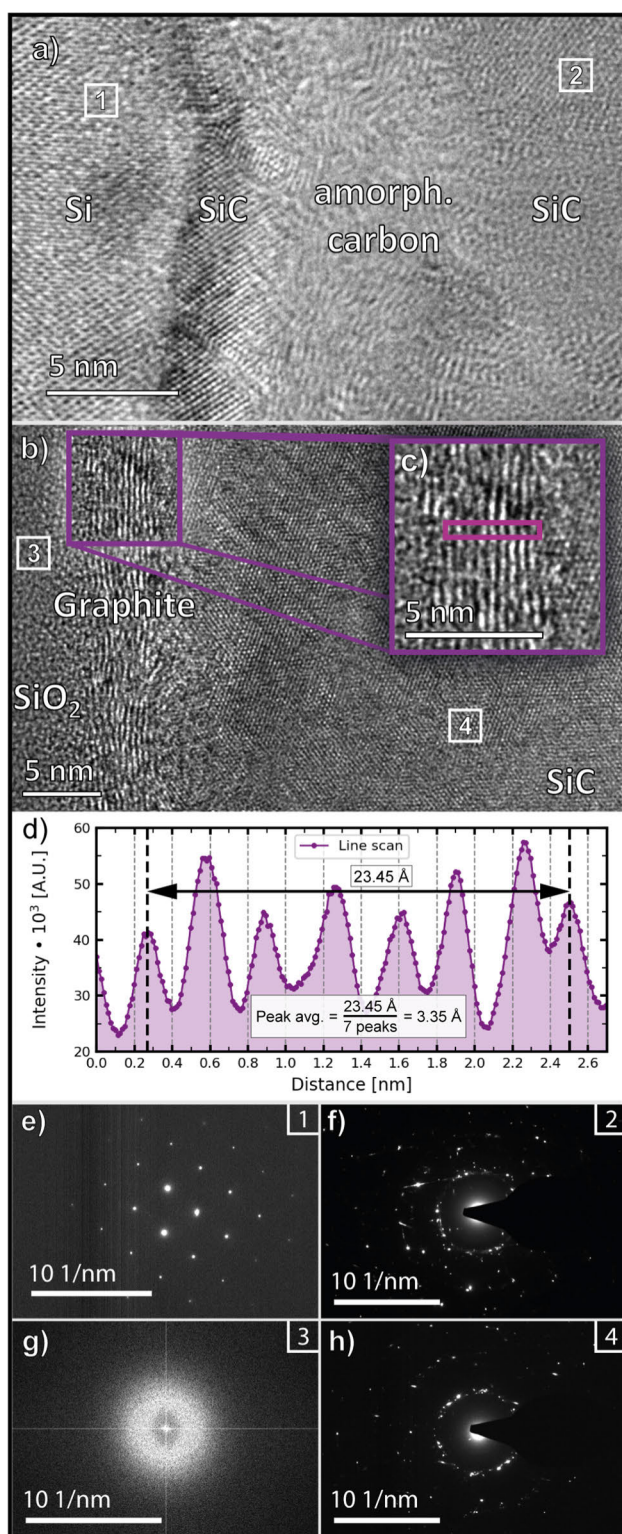 a)
1
2
Si
SiC
amorph.
carbon
SiC
5 nm
b)
c)
3
Graphite
5 nm
SiO₂
4
5 nm
SiC
d)
Line scan
23.45 Å
Peak avg. = 23.45 Å / 7 peaks = 3.35 Å
Intensity • 10³ [A.U.]
60
50
40
30
20
0.0 0.2 0.4 0.6 0.8 1.0 1.2 1.4 1.6 1.8 2.0 2.2 2.4 2.6
Distance [nm]
e)
1
10 1/nm
f)
2
10 1/nm
g)
3
10 1/nm
h)
4
10 1/nm